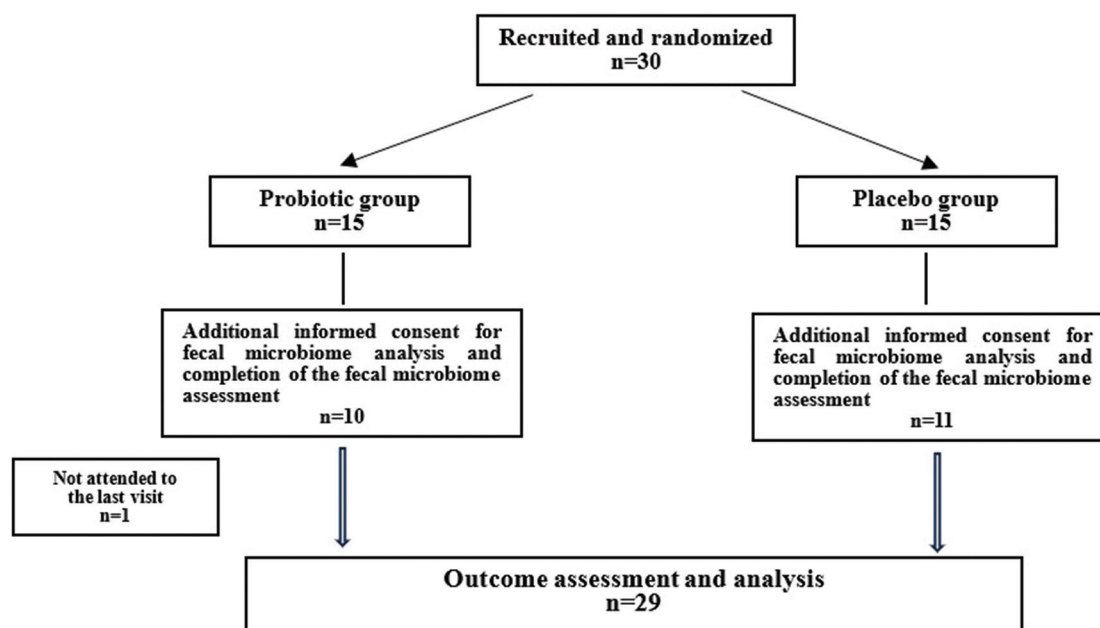 Recruited and randomized
n=30
Probiotic group
n=15
Placebo group
n=15
Additional informed consent for
fecal microbiome analysis and
completion of the fecal microbiome
assessment
n=10
Additional informed consent for
fecal microbiome analysis and
completion of the fecal microbiome
assessment
n=11
Not attended to
the last visit
n=1
Outcome assessment and analysis
n=29